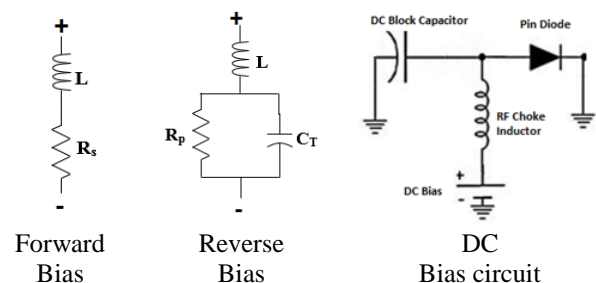 +
L
Rs
-
Forward
Bias
+
L
Rp
CT
-
Reverse
Bias
DC Block Capacitor
Pin Diode
RF Choke
Inductor
+
DC Bias
-
DC
Bias circuit